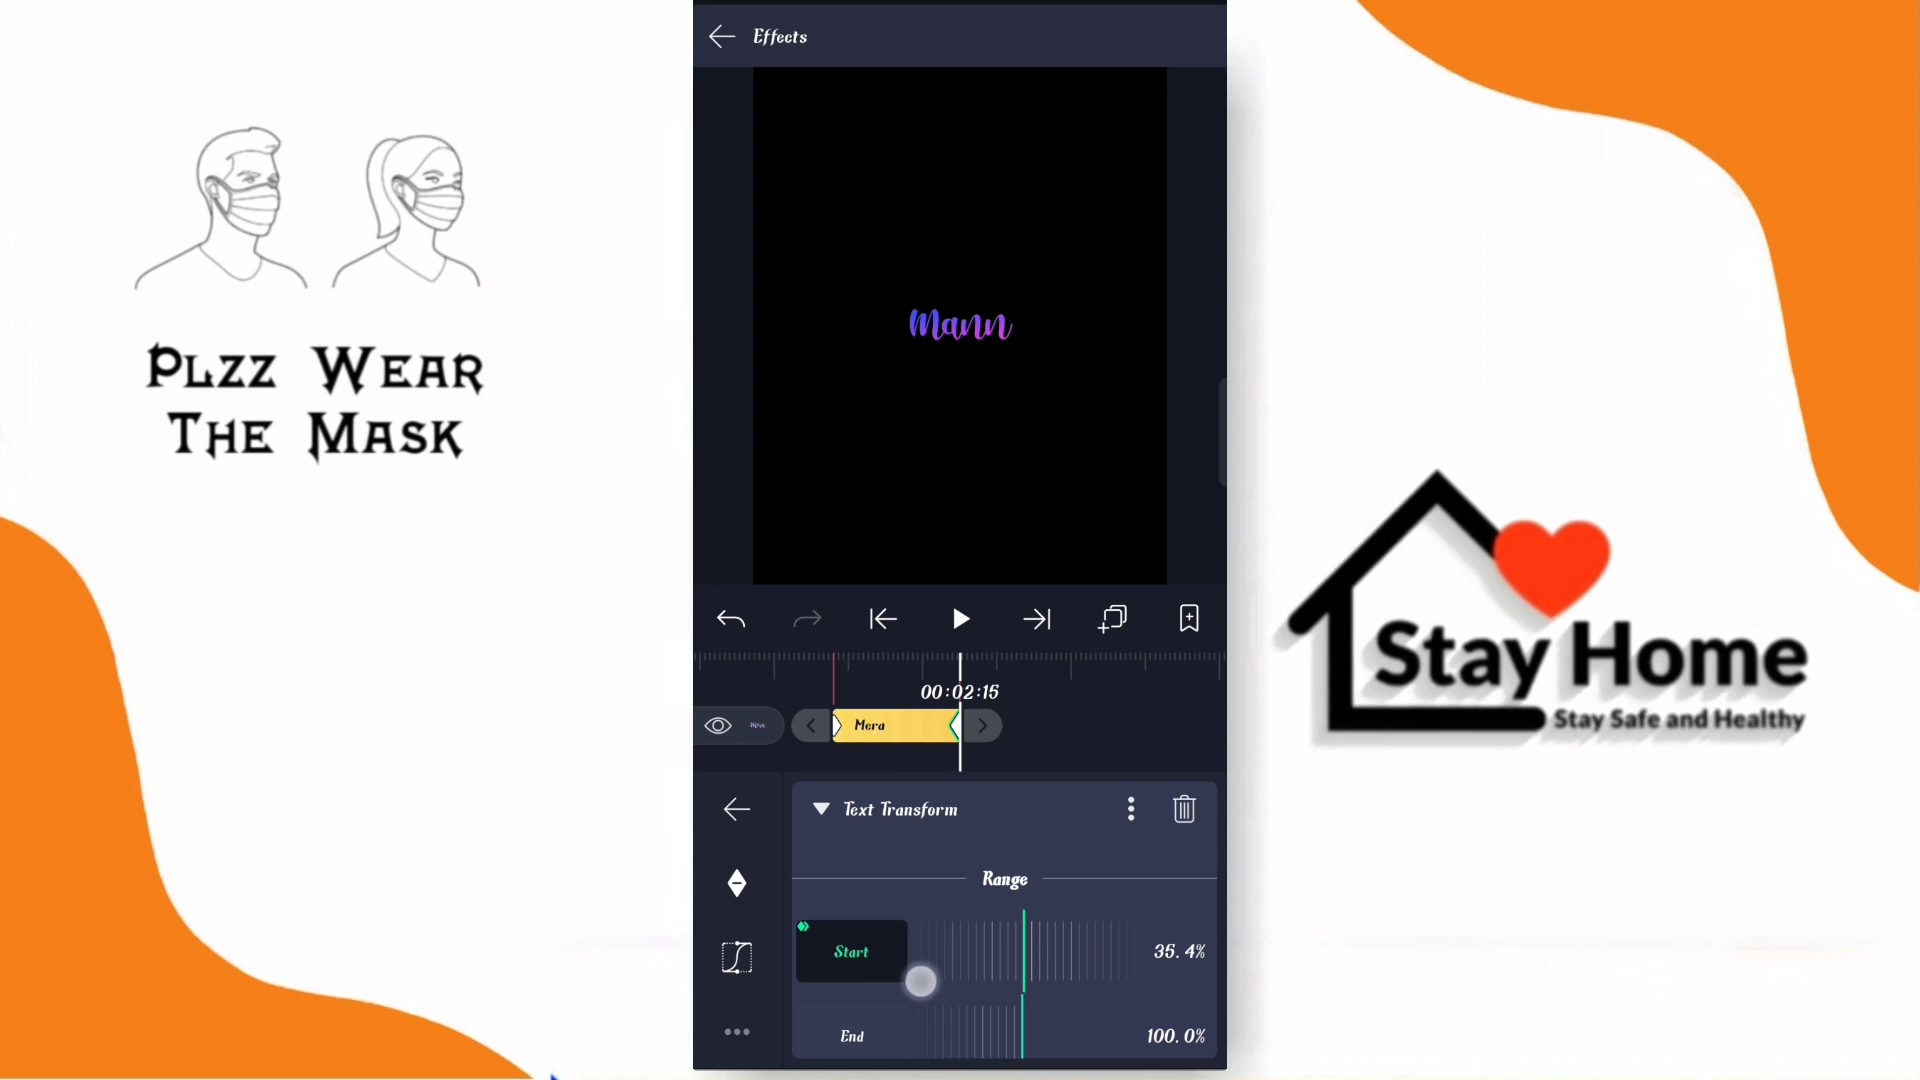 Effects
Plzz Wear
The Mask
Mann
Stay Home
Stay Safe and Healthy
00:02:15
Mera
Text Transform
Range
Start
35.4%
End
100.0%